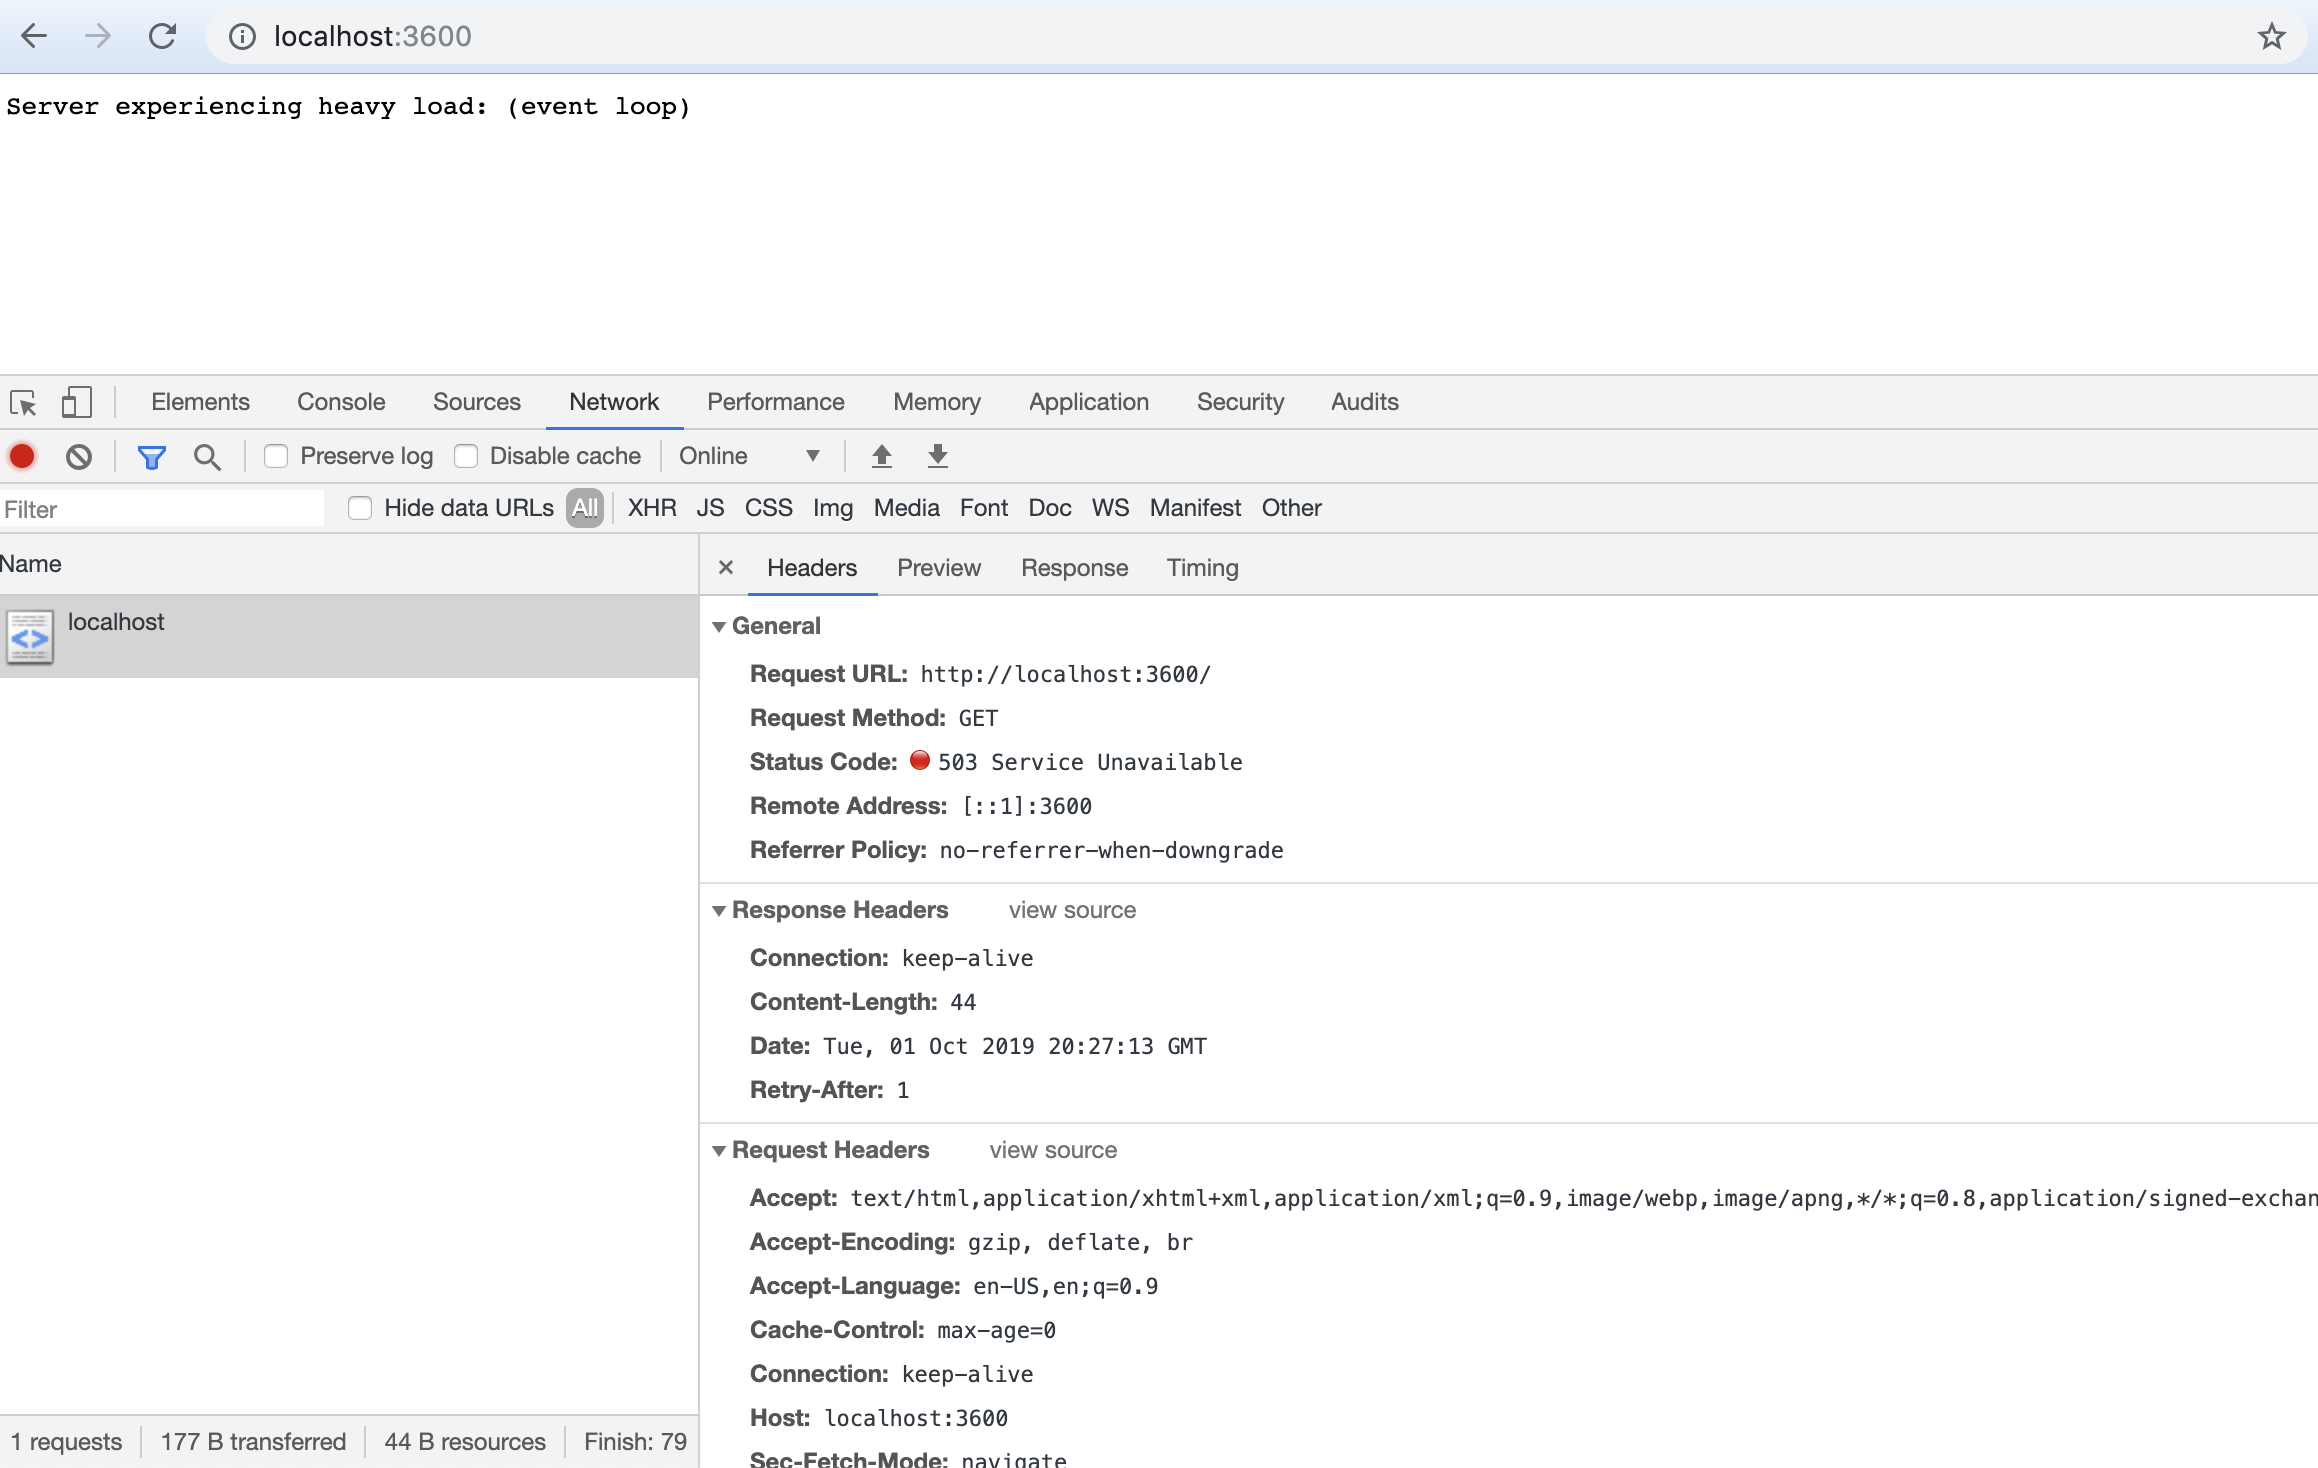 localhost:3600
Server experiencing heavy load: (event loop)
Elements Console Sources Network Performance Memory Application Security Audits
Preserve log Disable cache Online
Filter Hide data URLs All XHR JS CSS Img Media Font Doc WS Manifest Other
Name
localhost
Headers Preview Response Timing
General
Request URL: http://localhost:3600/
Request Method: GET
Status Code: 503 Service Unavailable
Remote Address: [::1]:3600
Referrer Policy: no-referrer-when-downgrade
Response Headers view source
Connection: keep-alive
Content-Length: 44
Date: Tue, 01 Oct 2019 20:27:13 GMT
Retry-After: 1
Request Headers view source
Accept: text/html,application/xhtml+xml,application/xml;q=0.9,image/webp,image/apng,*/*;q=0.8,application/signed-exchan
Accept-Encoding: gzip, deflate, br
Accept-Language: en-US,en;q=0.9
Cache-Control: max-age=0
Connection: keep-alive
Host: localhost:3600
Sec-Fetch-Mode: navigate
1 requests 177 B transferred 44 B resources Finish: 79